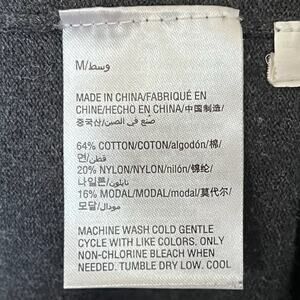 M/وسط
MADE IN CHINA/FABRIQUÉ EN
CHINE/HECHO EN CHINA/中国制造/
중국산/صنع في الصين
64% COTTON/COTON/algodón/棉/
면/قطن
20% NYLON/NYLON/nilón/锦纶/
나일론/نايلون
16% MODAL/MODAL/modal/莫代尔/
모달/مودال
MACHINE WASH COLD GENTLE
CYCLE WITH LIKE COLORS. ONLY
NON-CHLORINE BLEACH WHEN
NEEDED. TUMBLE DRY LOW. COOL